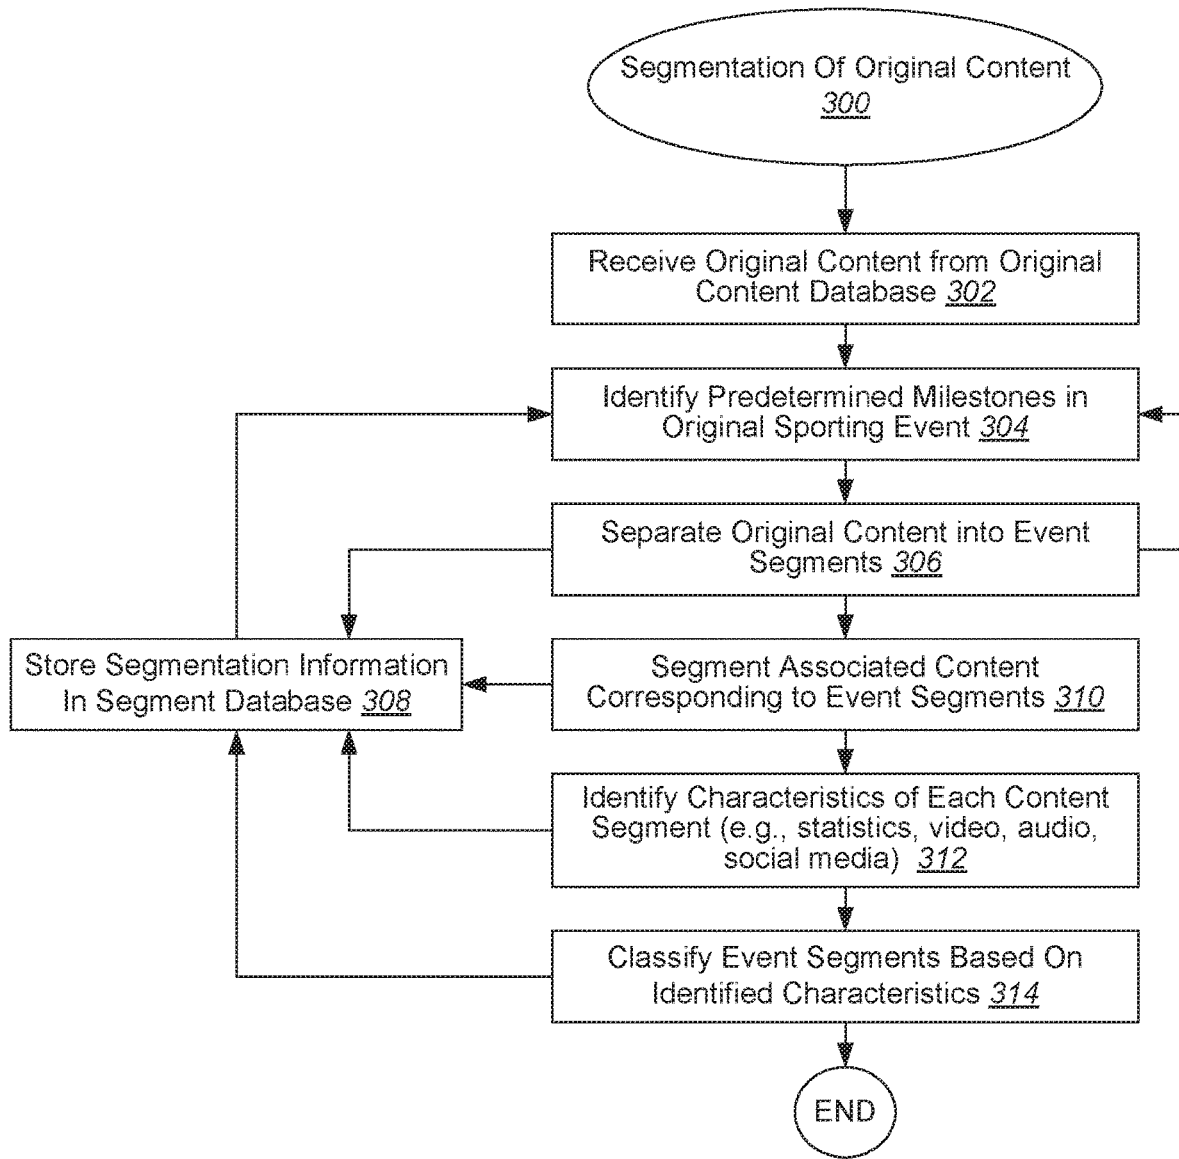 Segmentation Of Original Content
300
Receive Original Content from Original
Content Database 302
Identify Predetermined Milestones in
Original Sporting Event 304
Separate Original Content into Event
Segments 306
Store Segmentation Information
In Segment Database 308
Segment Associated Content
Corresponding to Event Segments 310
Identify Characteristics of Each Content
Segment (e.g., statistics, video, audio,
social media) 312
Classify Event Segments Based On
Identified Characteristics 314
END